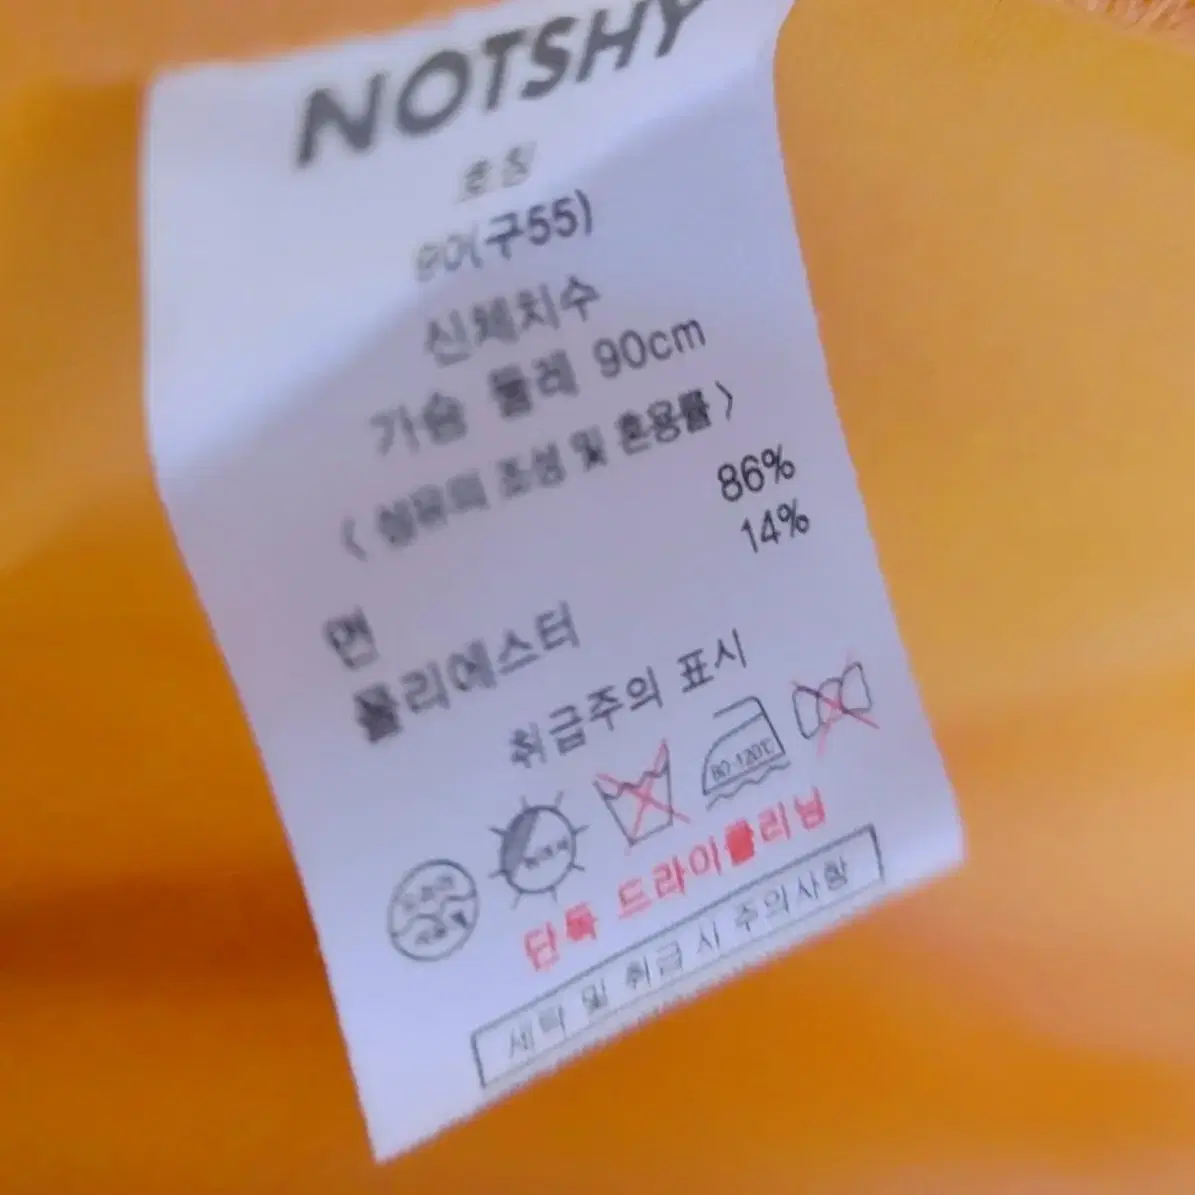 NOTSHY
호칭
90(구55)
신체치수
가슴 둘레 90cm
< 섬유의 조성 및 혼용률 >
86%
14%
면
폴리에스터
취급주의 표시
80-120℃
드라이
단독 드라이클리닝
세탁 및 취급 시 주의사항